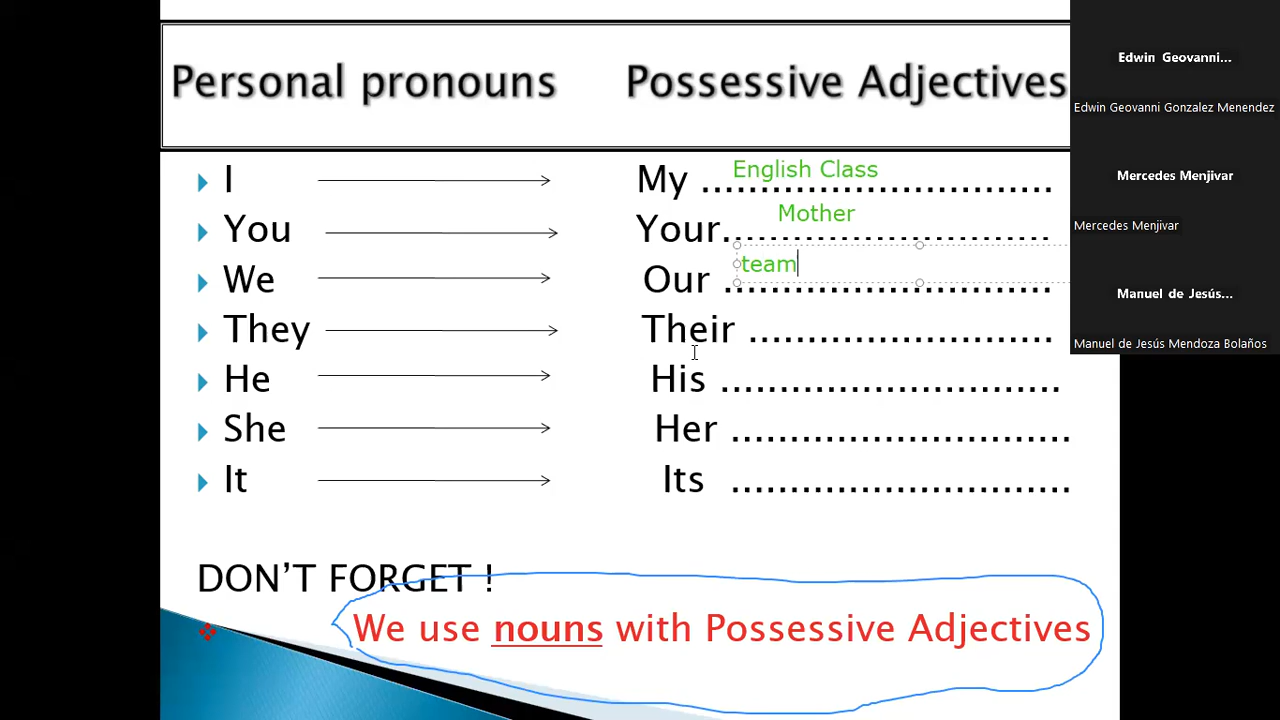 Personal pronouns Possessive Adjectives
I My ..............................
English Class
You Your............................
Mother
We Our ............................
team
They Their ..........................
He His .............................
She Her .............................
It Its .............................
DON’T FORGET !
We use nouns with Possessive Adjectives
Edwin Geovanni...
Edwin Geovanni Gonzalez Menendez
Mercedes Menjivar
Mercedes Menjivar
Manuel de Jesús...
Manuel de Jesús Mendoza Bolaños